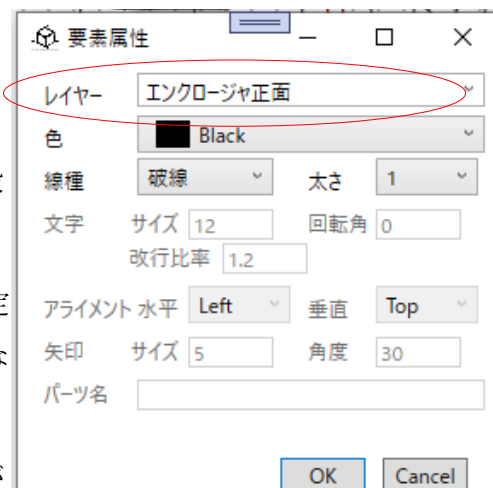 要素属性
レイヤー エンクロージャ正面
色 Black
線種 破線 太さ 1
文字 サイズ 12 回転角 0
改行比率 1.2
アライメント 水平 Left 垂直 Top
矢印 サイズ 5 角度 30
パーツ名
OK Cancel